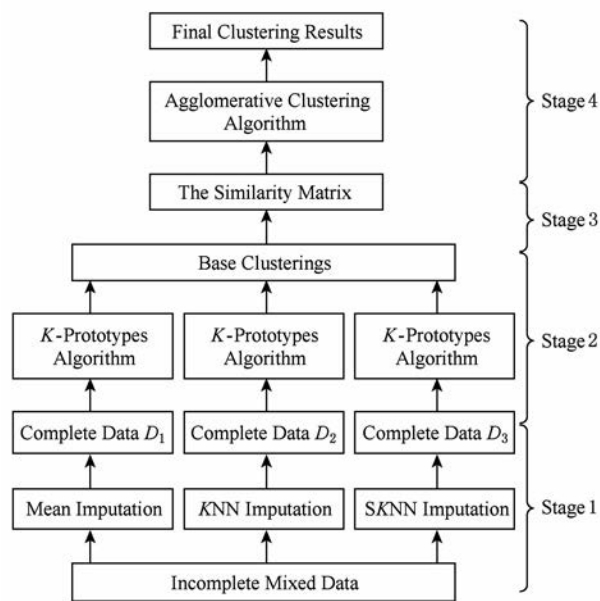 Final Clustering Results
Agglomerative Clustering
Algorithm
Stage 4
The Similarity Matrix
Stage 3
Base Clusterings
K-Prototypes
Algorithm
K-Prototypes
Algorithm
K-Prototypes
Algorithm
Stage 2
Complete Data D₁
Complete Data D₂
Complete Data D₃
Mean Imputation
KNN Imputation
SKNN Imputation
Stage 1
Incomplete Mixed Data